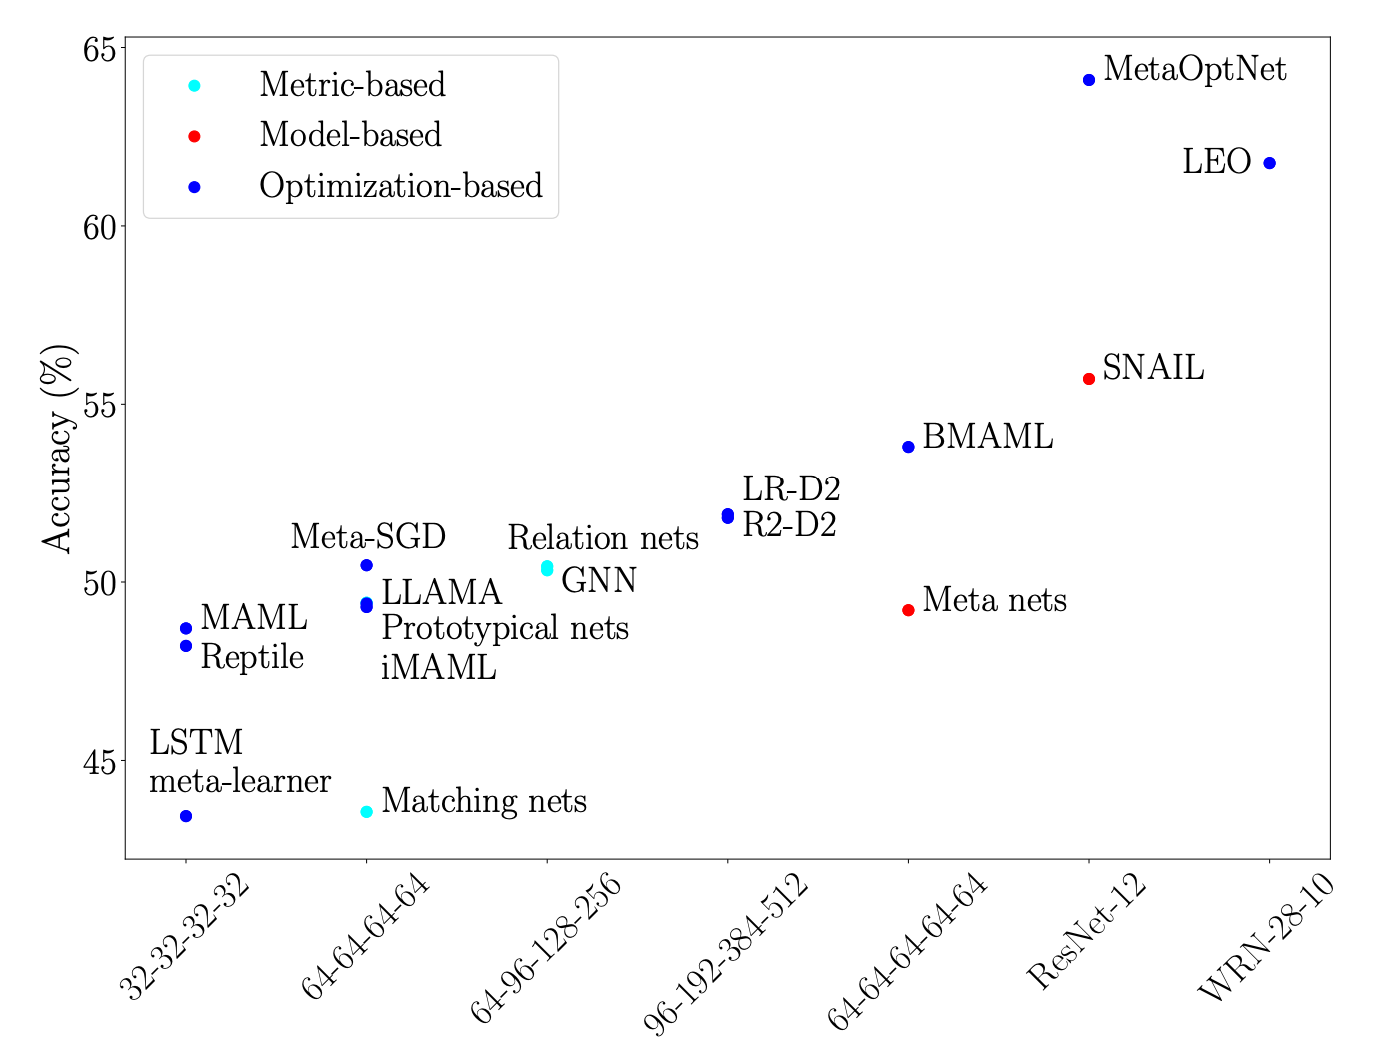 65
60
55
50
45
Accuracy (%)
Metric-based
Model-based
Optimization-based
MetaOptNet
LEO
SNAIL
BMAML
LR-D2
R2-D2
Meta-SGD
Relation nets
GNN
LLAMA
Meta nets
MAML
Prototypical nets
Reptile
iMAML
LSTM
meta-learner
Matching nets
32-32-32-32
64-64-64-64
64-96-128-256
96-192-384-512
64-64-64-64-64
ResNet-12
WRN-28-10